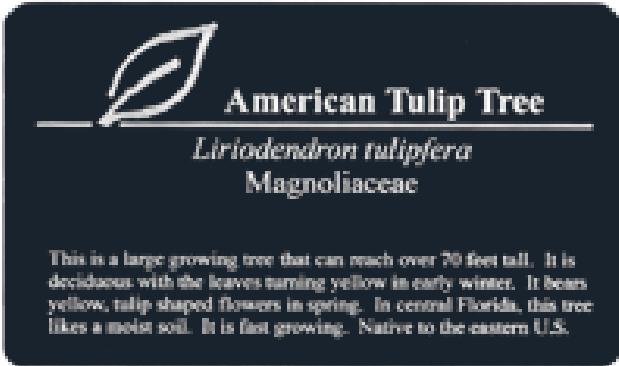 American Tulip Tree
Liriodendron tulipfera
Magnoliaceae
This is a large growing tree that can reach over 70 feet tall. It is
deciduous with the leaves turning yellow in early winter. It bears
yellow, tulip shaped flowers in spring. In central Florida, this tree
likes a moist soil. It is fast growing. Native to the eastern U.S.